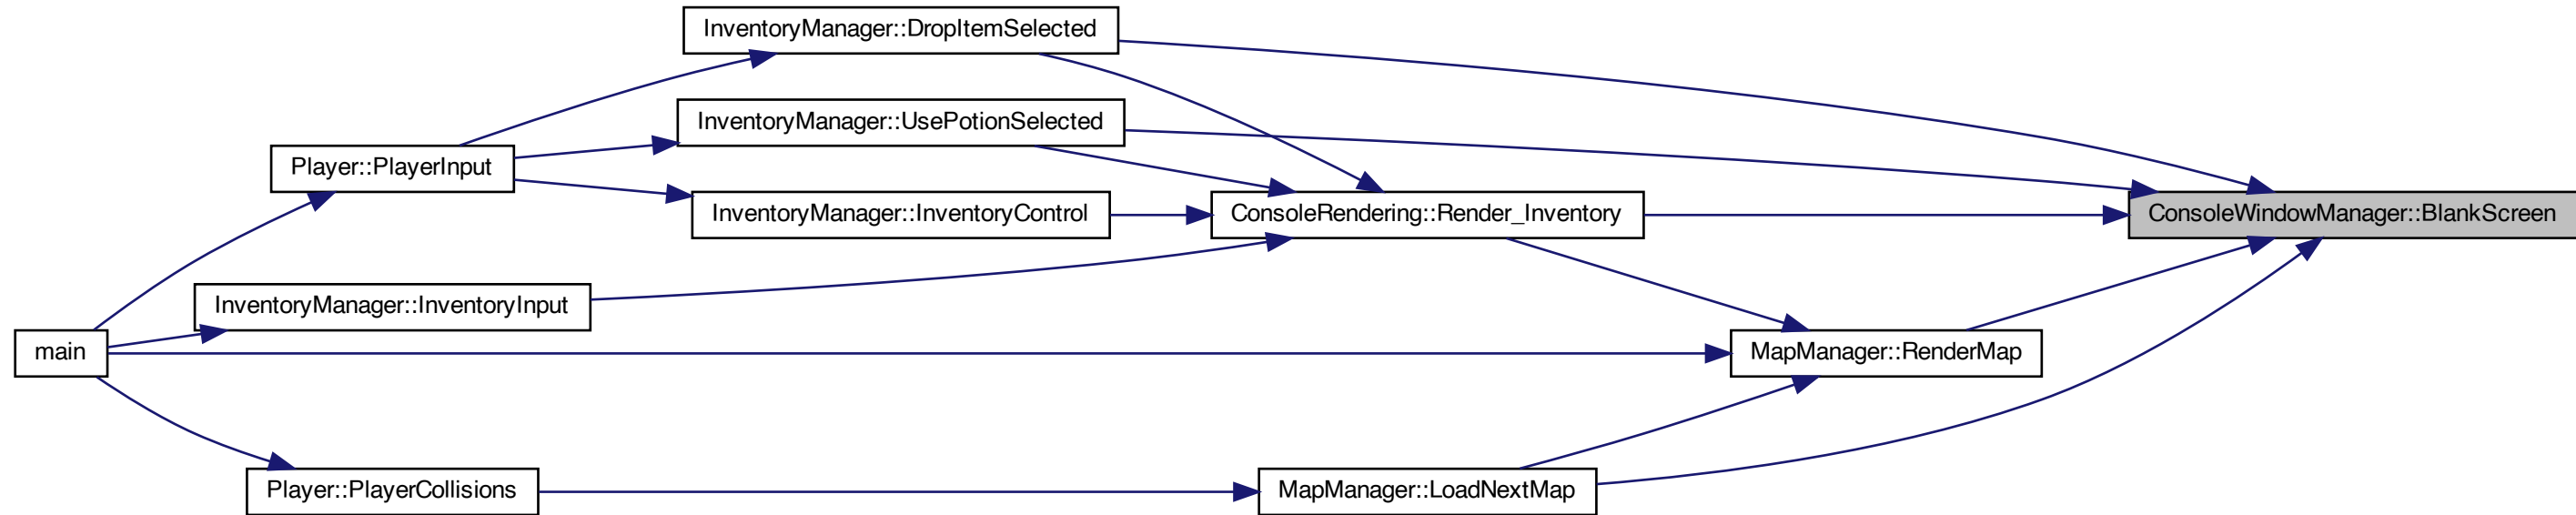 InventoryManager::DropItemSelected
InventoryManager::UsePotionSelected
Player::PlayerInput
InventoryManager::InventoryControl
ConsoleRendering::Render_Inventory
ConsoleWindowManager::BlankScreen
InventoryManager::InventoryInput
main
MapManager::RenderMap
Player::PlayerCollisions
MapManager::LoadNextMap